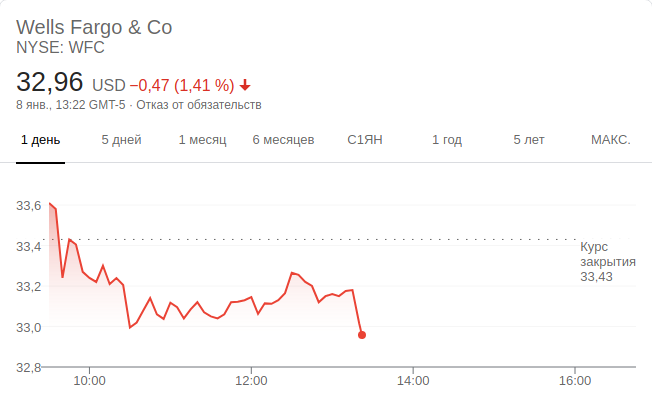 Wells Fargo & Co
NYSE: WFC
32,96 USD −0,47 (1,41 %)
8 янв., 13:22 GMT-5 · Отказ от обязательств
1 день 5 дней 1 месяц 6 месяцев С1ЯН 1 год 5 лет МАКС.
33,6
33,4
Курс
закрытия
33,43
33,2
33,0
32,8
10:00 12:00 14:00 16:00